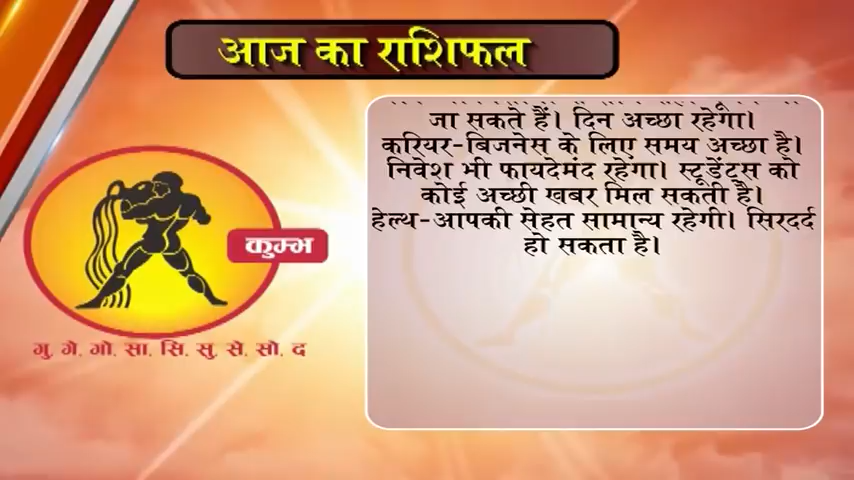 आज का राशिफल
जा सकते हैं। दिन अच्छा रहेगा।
करियर-बिजनेस के लिए समय अच्छा है।
निवेश भी फायदेमंद रहेगा। स्टूडेंट्स को
कोई अच्छी खबर मिल सकती है।
हेल्थ-आपकी सेहत सामान्य रहेगी। सिरदर्द
हो सकता है।
कुम्भ
गु, गे, गो, सा, सि, सु, से, सो, द